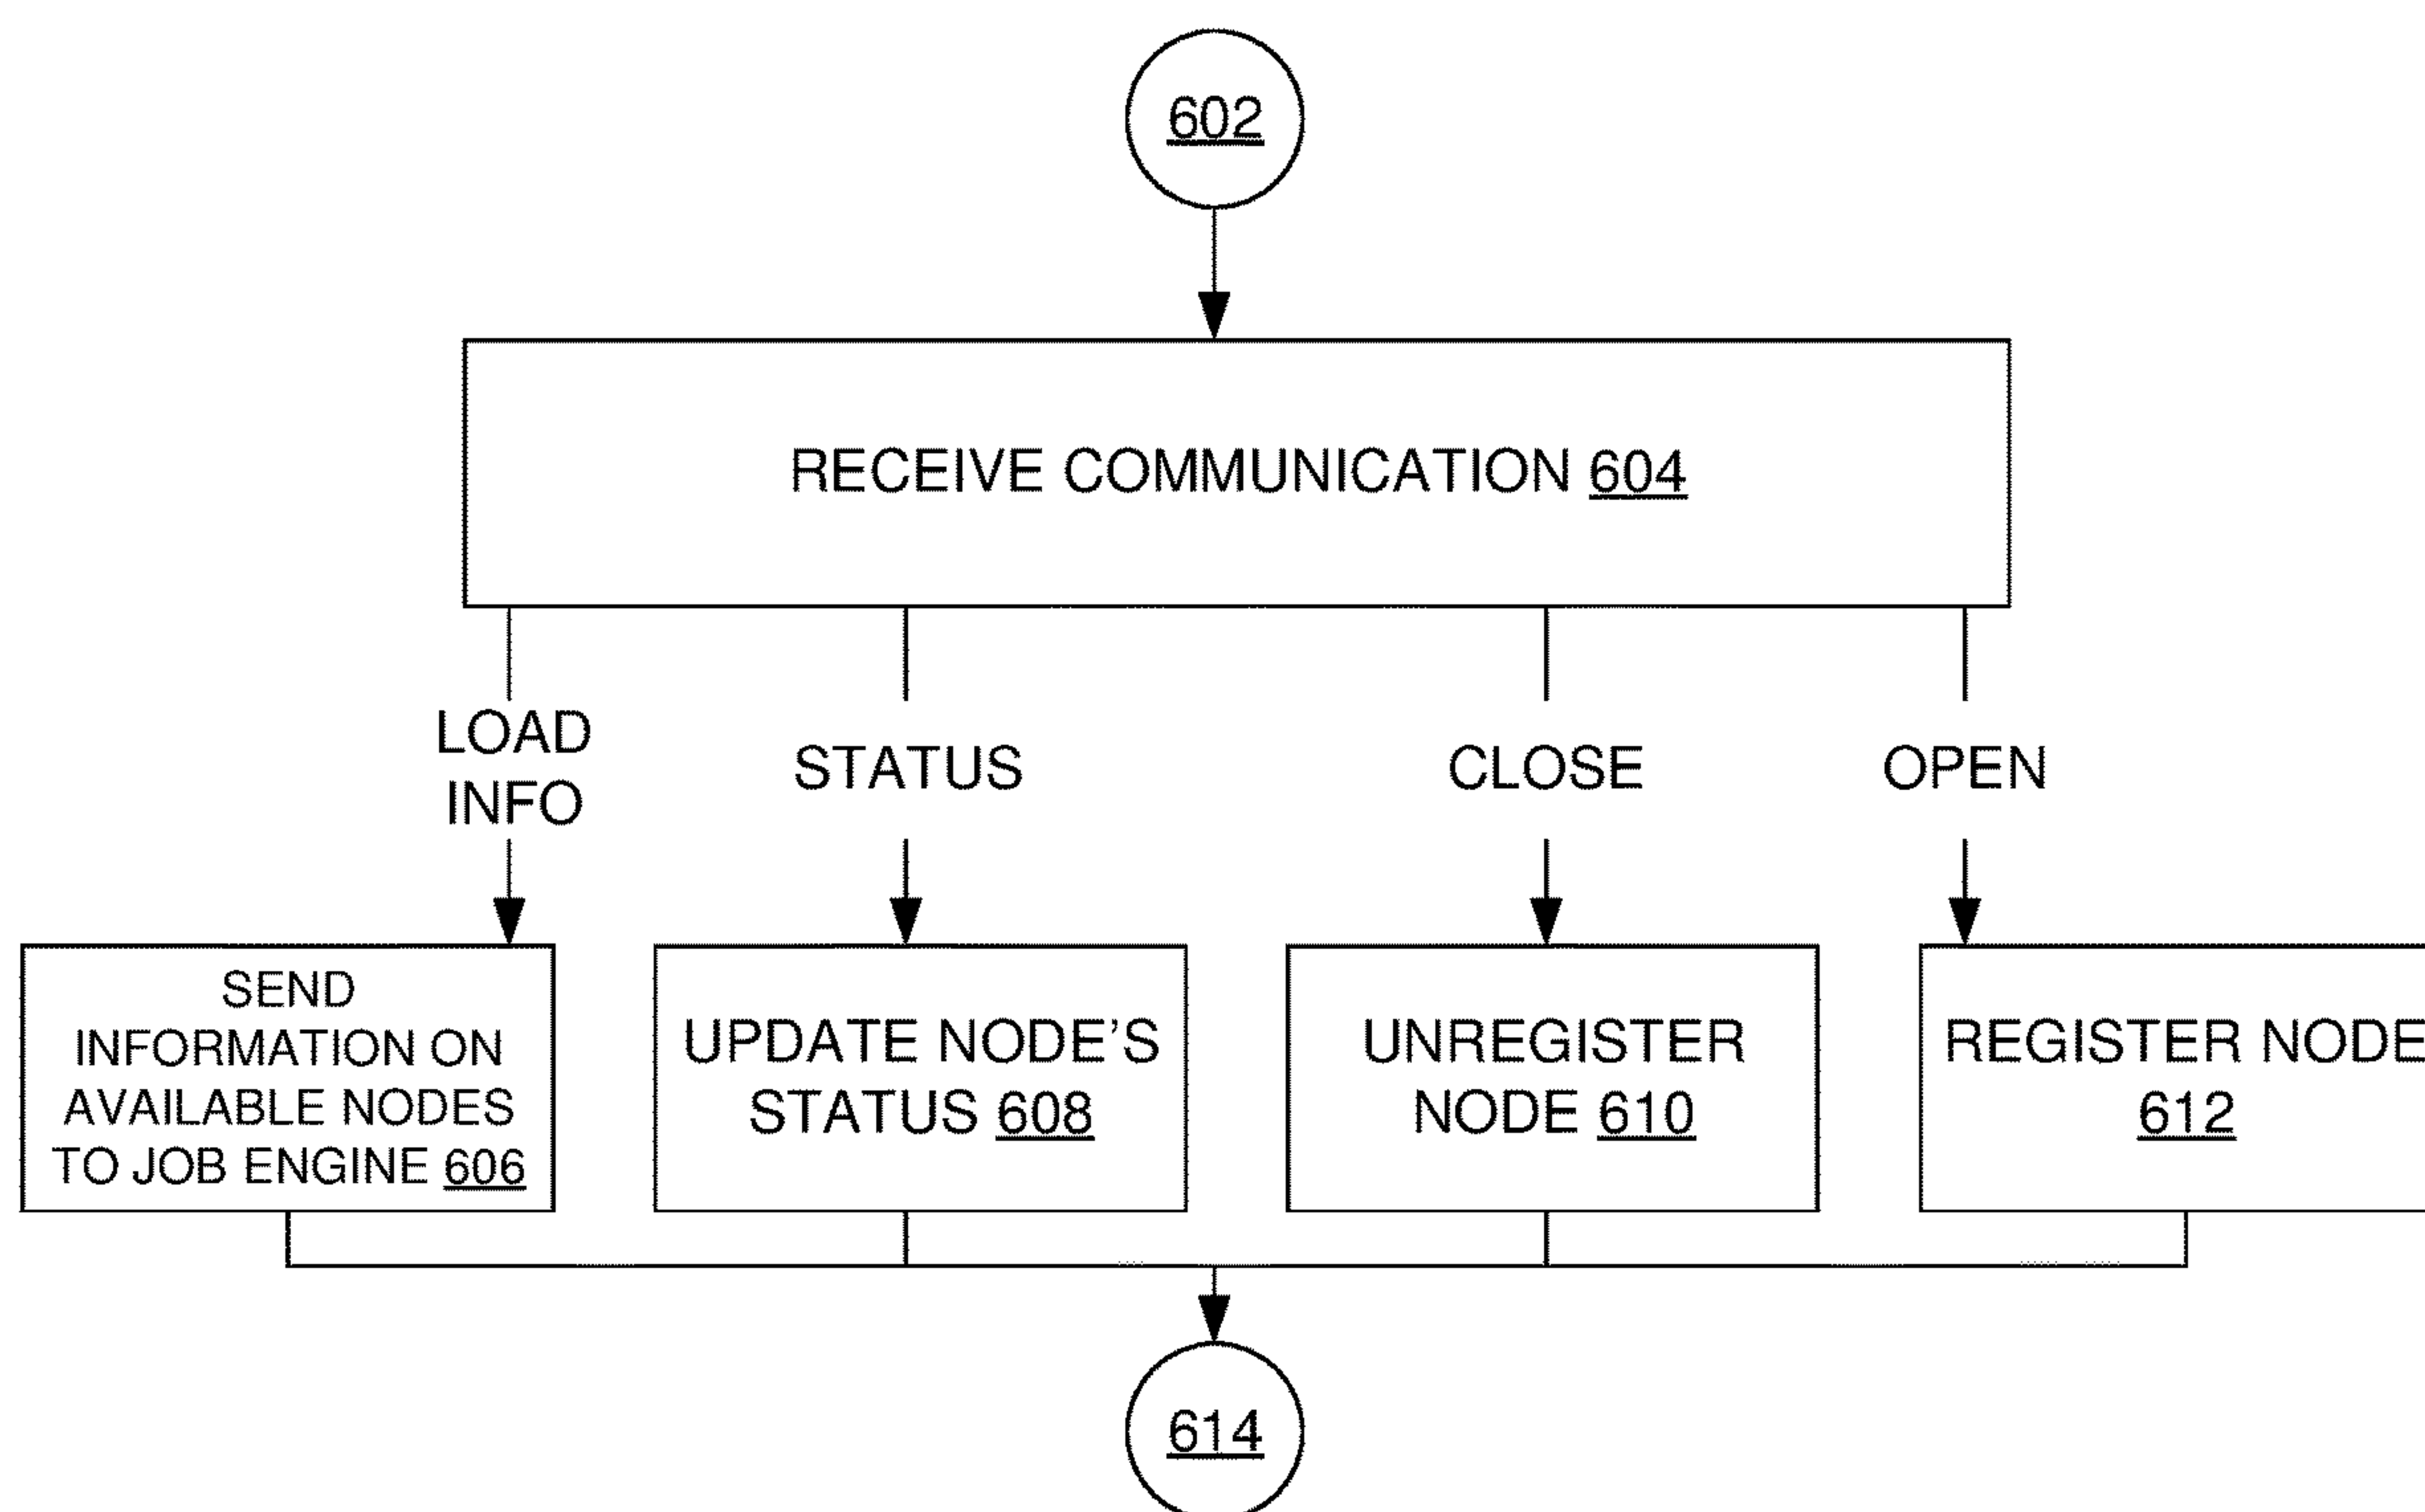 602
RECEIVE COMMUNICATION 604
LOAD
INFO
STATUS
CLOSE
OPEN
SEND
INFORMATION ON
AVAILABLE NODES
TO JOB ENGINE 606
UPDATE NODE’S
STATUS 608
UNREGISTER
NODE 610
REGISTER NODE
612
614